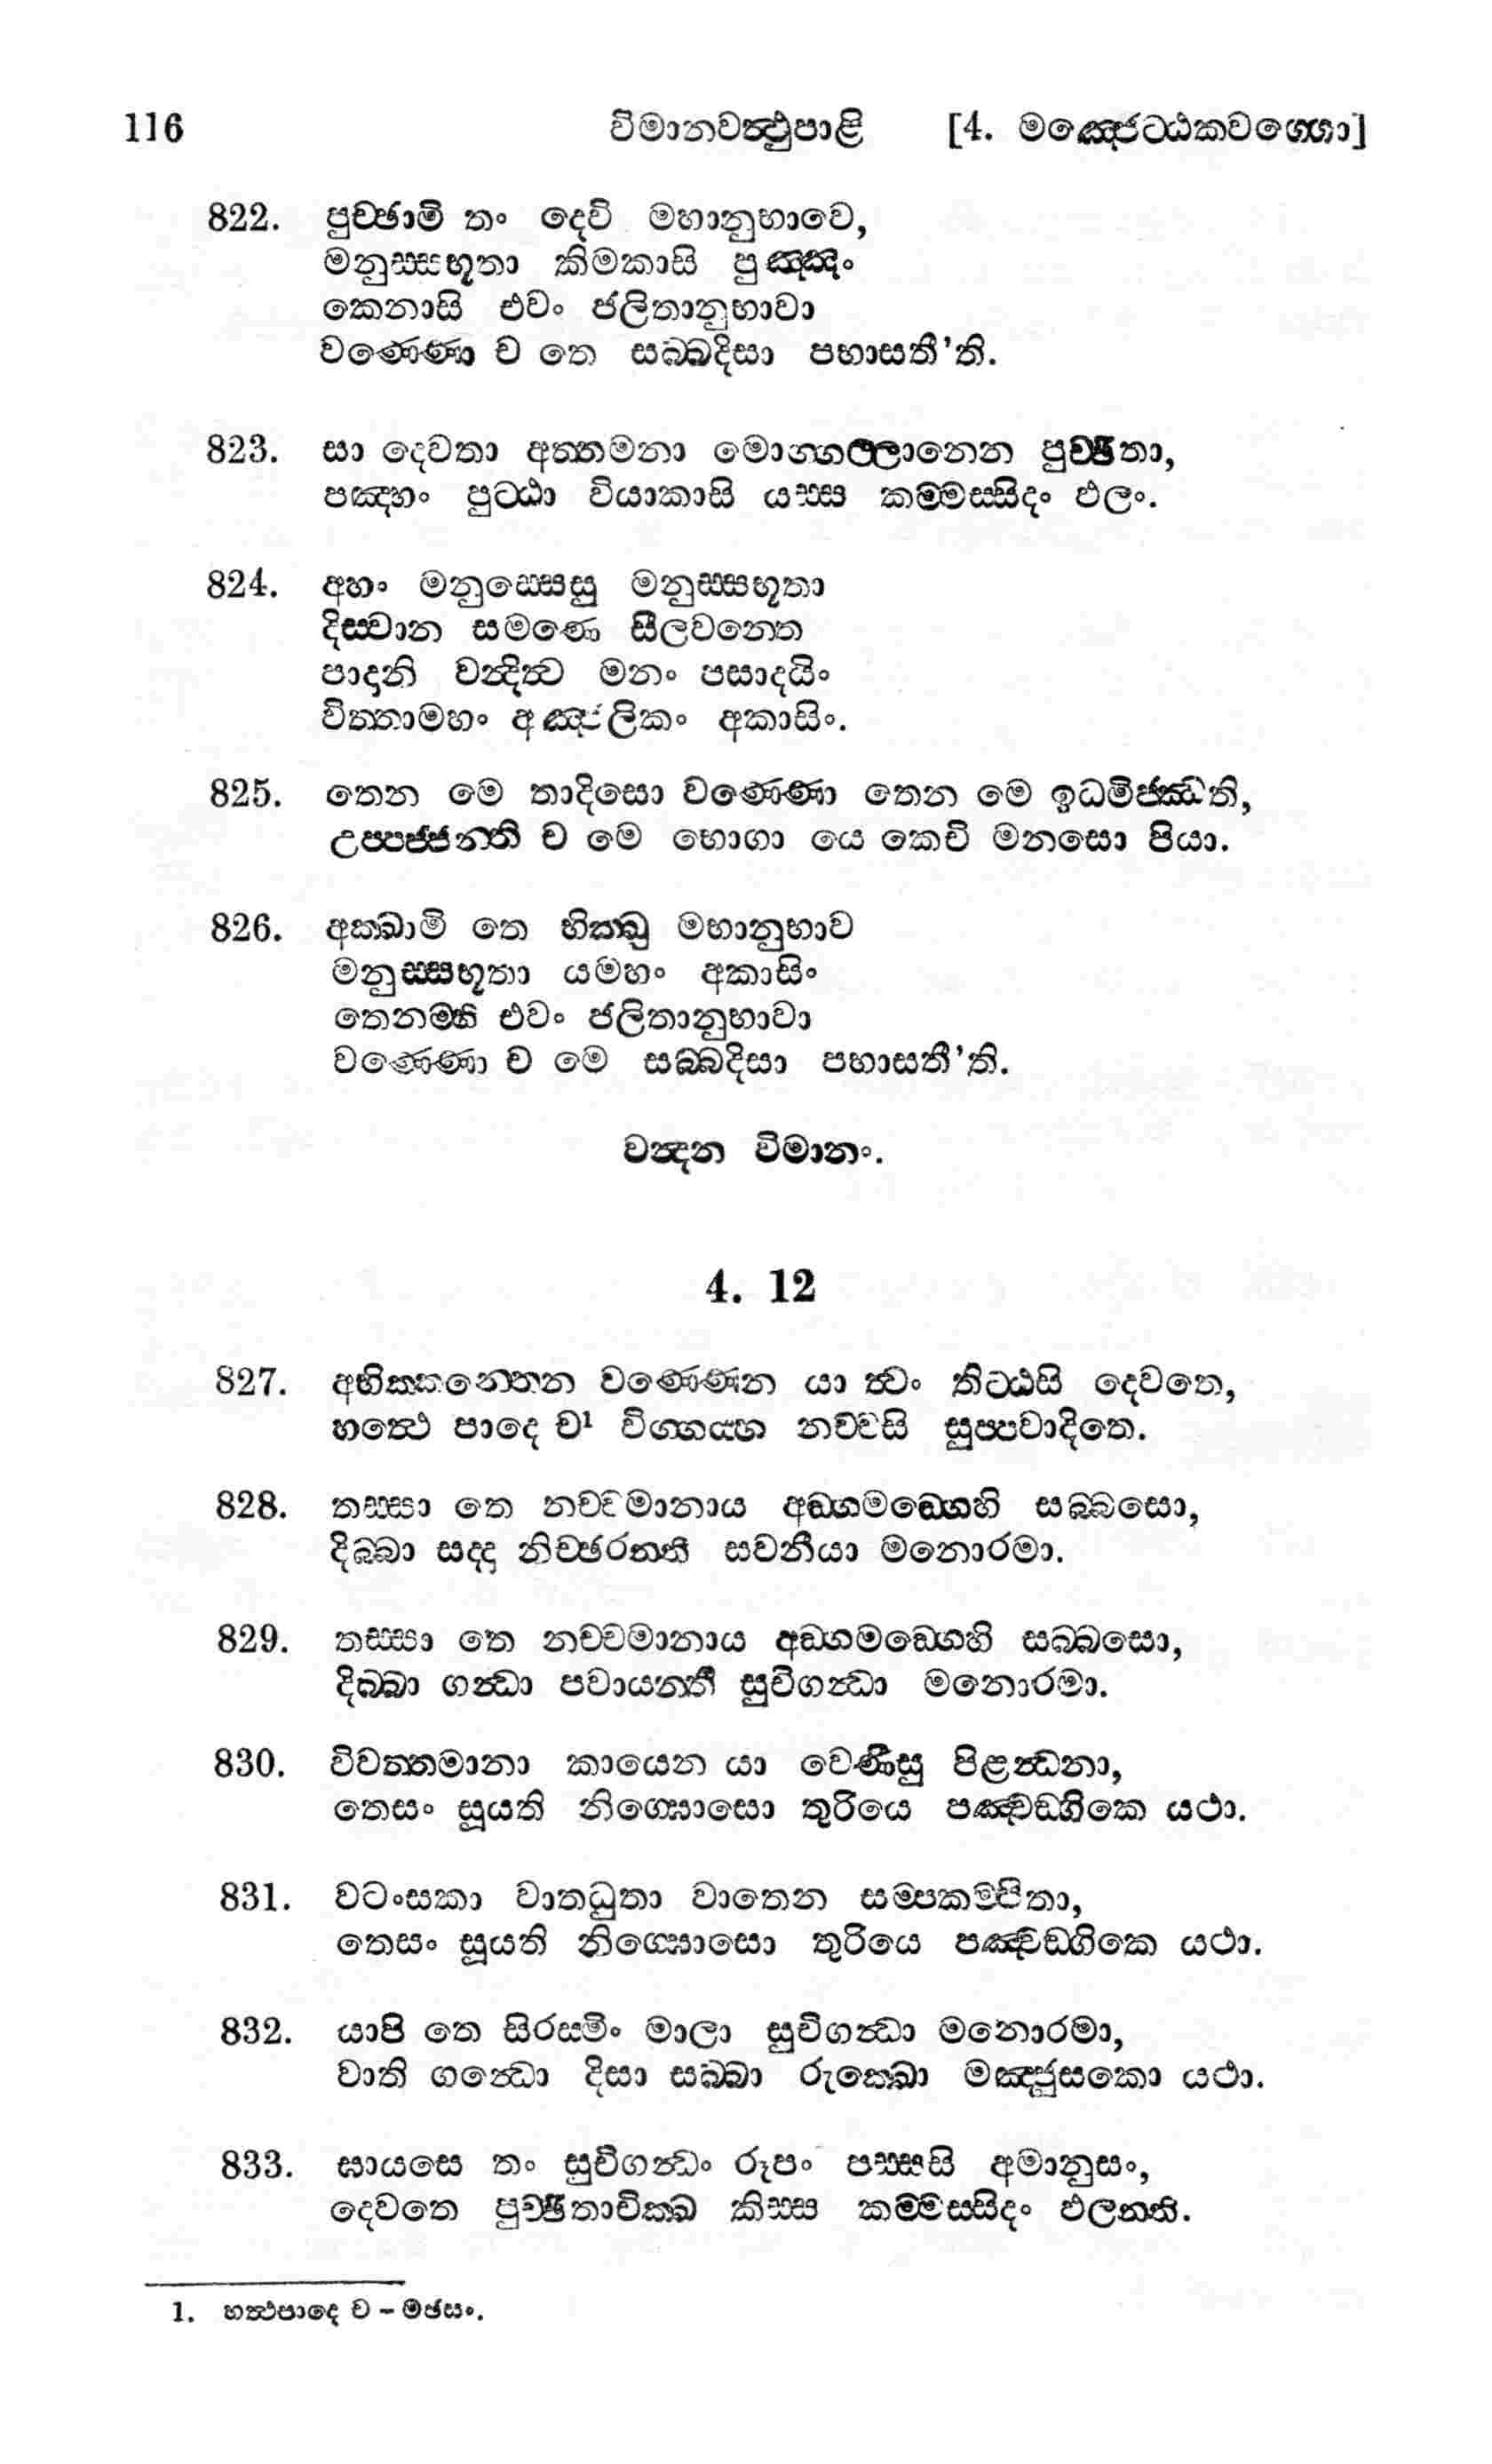 116 විමානවත්‍ථුපාළි [4. මඤ්ජෙට්ඨකවග්ගො]
822. පුච්ඡාමි තං දෙවි මහානුභාවෙ,
මනුස්සභූතා කිමකාසි පුඤ්ඤං
කෙනාසි එවං ජලිතානුභාවා
වණ්ණො ච තෙ සබ්බදිසා පභාසතී'ති.
823. සා දෙවතා අත්තමනා මොග්ගල්ලානෙන පුච්ඡිතා,
පඤ්හං පුට්ඨා වියාකාසි යස්ස කම්මස්සිදං ඵලං.
824. අහං මනුස්සෙසු මනුස්සභූතා
දිස්වාන සමණෙ සීලවන්තෙ
පාදානි වන්දිත්‍ව මනං පසාදයිං
විත්තාමහං අඤ්ජලිකං අකාසිං.
825. තෙන මෙ තාදිසො වණ්ණො තෙන මෙ ඉධමිජ්ඣති,
උප්පජ්ජන්ති ච මෙ භොගා යෙ කෙචි මනසො පියා.
826. අක්ඛාමි තෙ භික්ඛු මහානුභාව
මනුස්සභූතා යමහං අකාසිං
තෙනම්හි එවං ජලිතානුභාවා
වණ්ණො ච මෙ සබ්බදිසා පභාසතී'ති.
වන්‍දන විමානං.
4. 12
827. අභික්කන්තෙන වණ්ණෙන යා ත්‍වං තිට්ඨසි දෙවතෙ,
හත්‍ථෙ පාදෙ ච¹ විග්ගය්හ නච්චසි සුප්පවාදිතෙ.
828. තස්සා තෙ නච්චමානාය අඞ්ගමඞ්ගෙහි සබ්බසො,
දිබ්බා සද්දා නිච්ඡරන්ති සවනීයා මනොරමා.
829. තස්සා තෙ නච්චමානාය අඞ්ගමඞ්ගෙහි සබ්බසො,
දිබ්බා ගන්‍ධා පවායන්ති සුචිගන්‍ධා මනොරමා.
830. විවත්තමානා කායෙන යා වෙණීසු පිළන්‍ධනා,
තෙසං සූයති නිග්ඝොසො තුරියෙ පඤ්චඞ්ගිකෙ යථා.
831. වටංසකා වාතධුතා වාතෙන සම්පකම්පිතා,
තෙසං සූයති නිග්ඝොසො තුරියෙ පඤ්චඞ්ගිකෙ යථා.
832. යාපි තෙ සිරස්මිං මාලා සුචිගන්‍ධා මනොරමා,
වාති ගන්‍ධො දිසා සබ්බා රුක්ඛො මඤ්ජුසකො යථා.
833. ඝායසෙ තං සුචිගන්‍ධං රූපං පස්සසි අමානුසං,
දෙවතෙ පුච්ඡිතාචික්ඛ කිස්ස කම්මස්සිදං ඵලන්ති.
1. හත්‍ථපාදෙ ච – මඡසං.